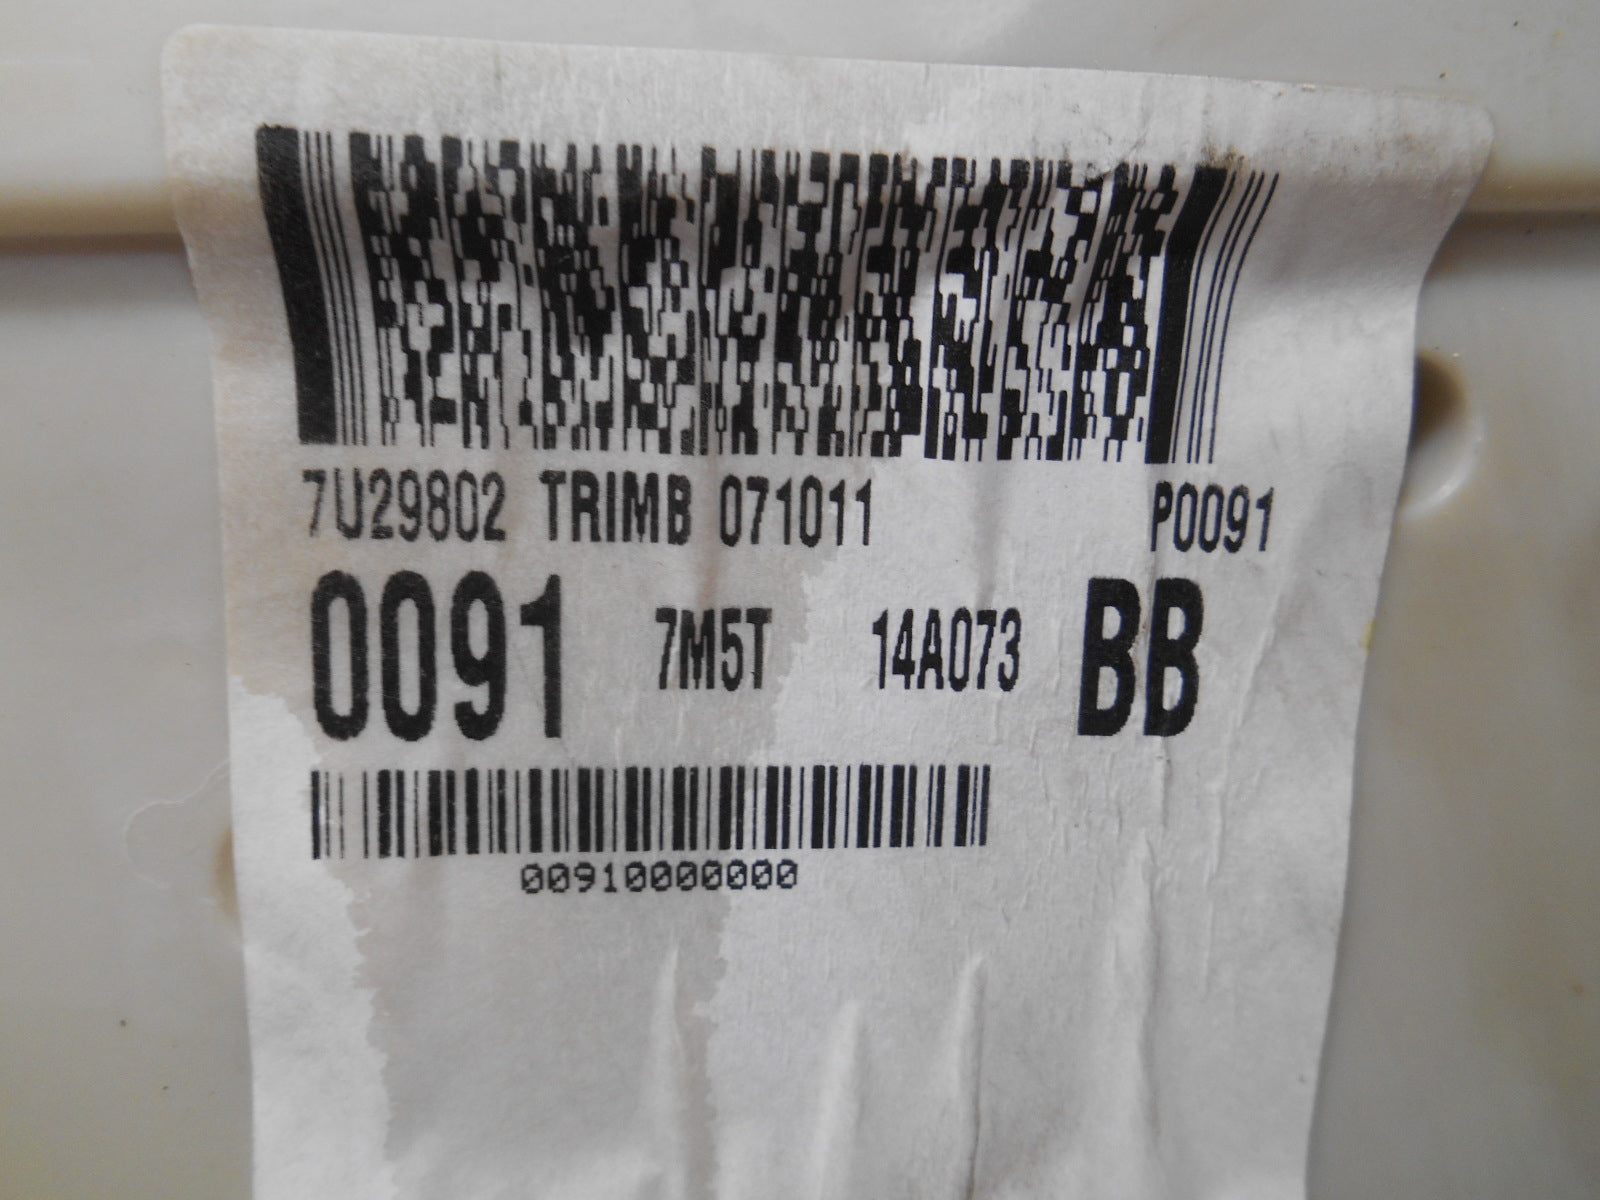 7U29802 TRIMB 071011 P0091
0091 7M5T 14A073 BB
00910000000